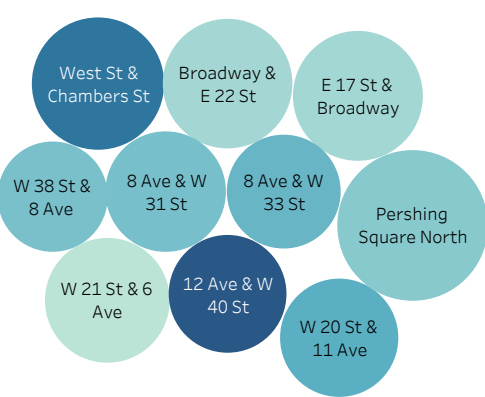 West St &
Chambers St
Broadway &
E 22 St
E 17 St &
Broadway
W 38 St &
8 Ave
8 Ave & W
31 St
8 Ave & W
33 St
Pershing
Square North
W 21 St & 6
Ave
12 Ave & W
40 St
W 20 St &
11 Ave